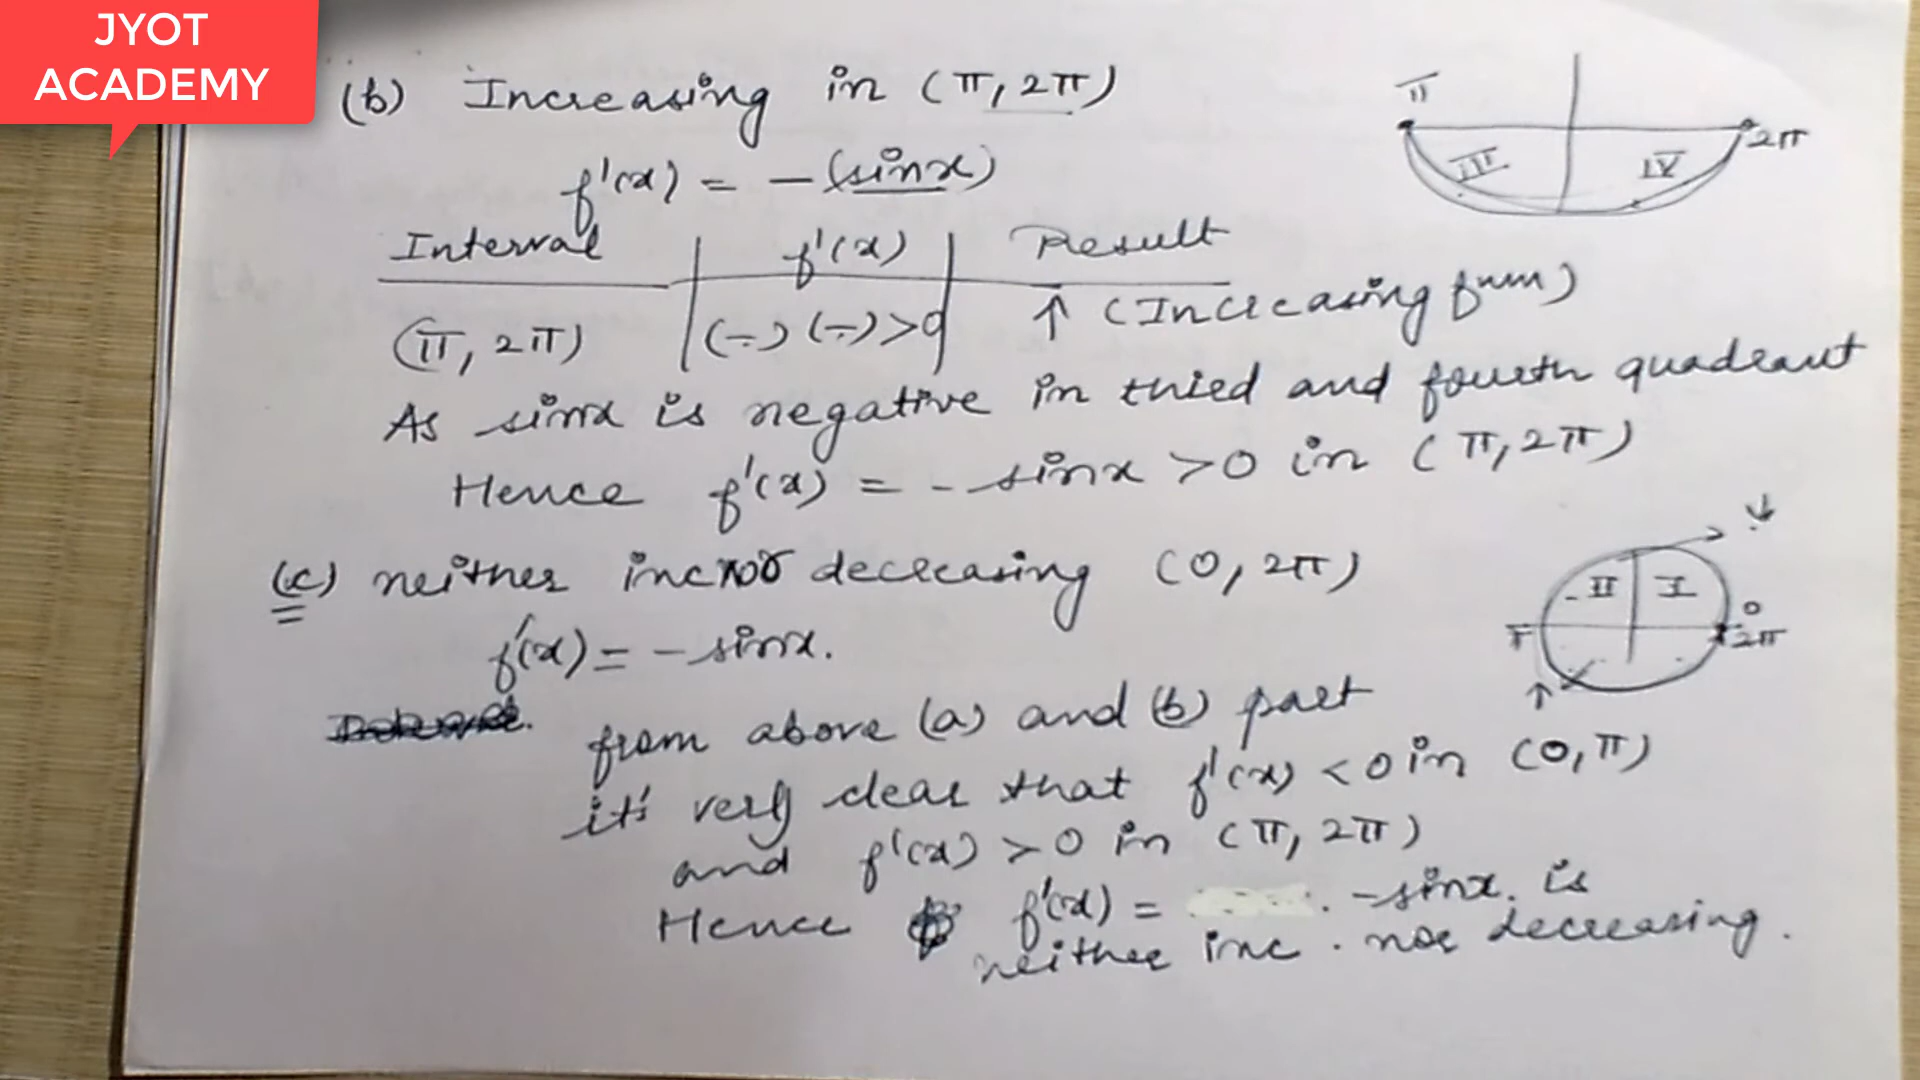 JYOT
ACADEMY
(b) Increasing in (π, 2π)
f'(x) = -(sinx)
π
2π
III
IV
Interval f'(x) Result
(π, 2π) (-) (-) >0 ↑ (Increasing fun)
As sinx is negative in third and fourth quadrant
Hence f'(x) = - sinx >0 in (π, 2π)
(c) neither inc nor decreasing (0, 2π)
↓
II I
π
0
2π
↑
f'(x) = - sinx.
from above (a) and (b) part
it's very clear that f'(x) <0 in (0, π)
and f'(x) >0 in (π, 2π)
Hence f'(x) = . -sinx. is
neither inc. nor decreasing.